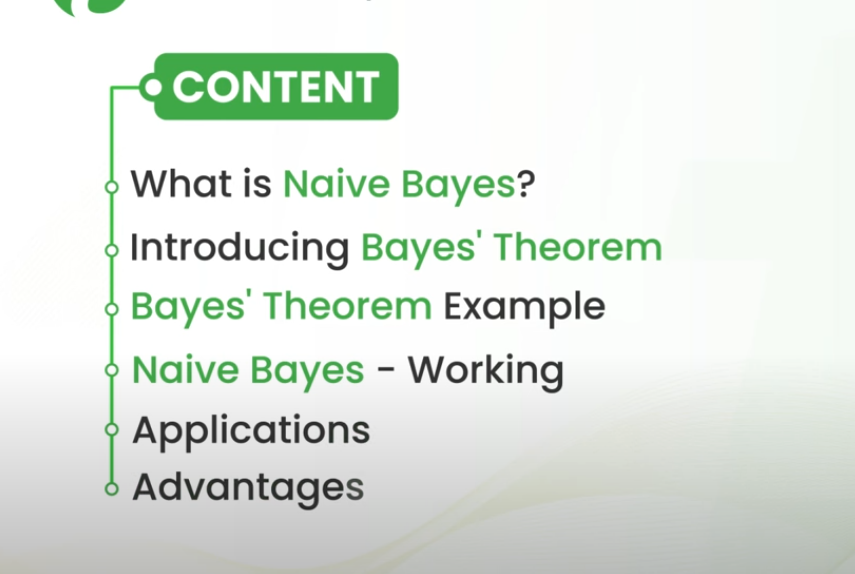 CONTENT
What is Naive Bayes?
Introducing Bayes' Theorem
Bayes' Theorem Example
Naive Bayes - Working
Applications
Advantages